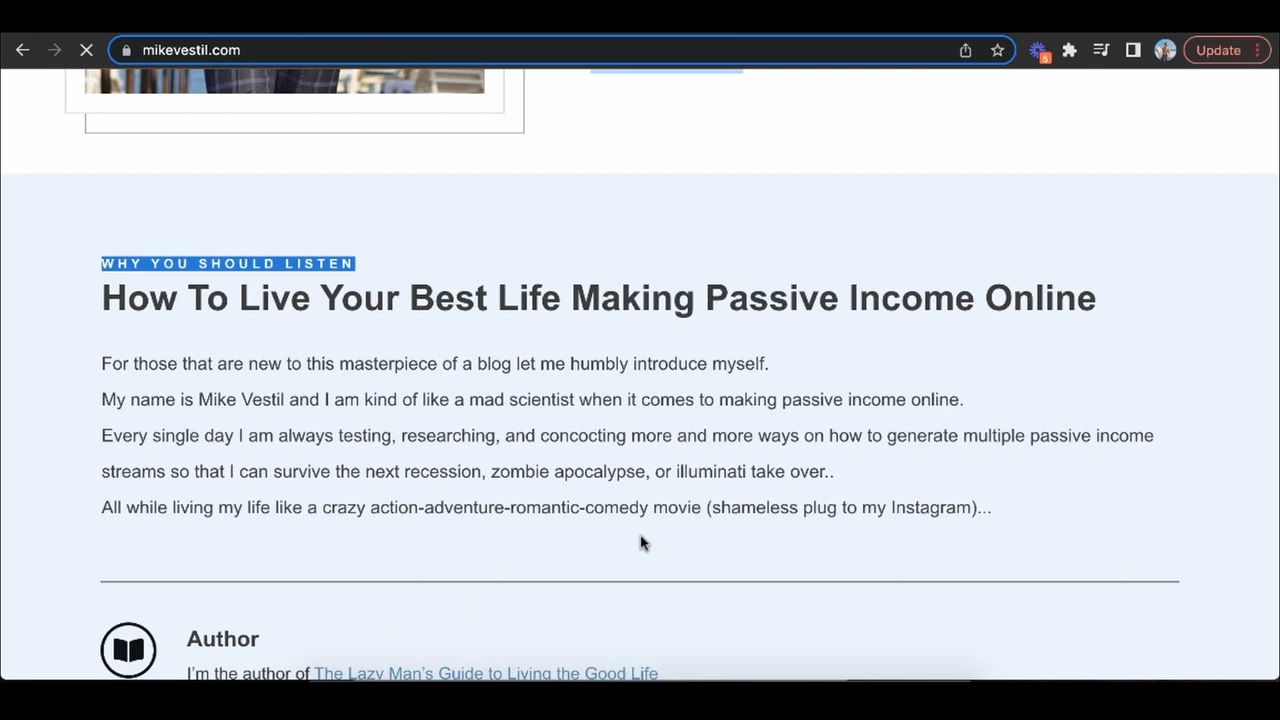 mikevestil.com
5
Update
WHY YOU SHOULD LISTEN
How To Live Your Best Life Making Passive Income Online
For those that are new to this masterpiece of a blog let me humbly introduce myself.
My name is Mike Vestil and I am kind of like a mad scientist when it comes to making passive income online.
Every single day I am always testing, researching, and concocting more and more ways on how to generate multiple passive income
streams so that I can survive the next recession, zombie apocalypse, or illuminati take over..
All while living my life like a crazy action-adventure-romantic-comedy movie (shameless plug to my Instagram)...
Author
I'm the author of The Lazy Man's Guide to Living the Good Life